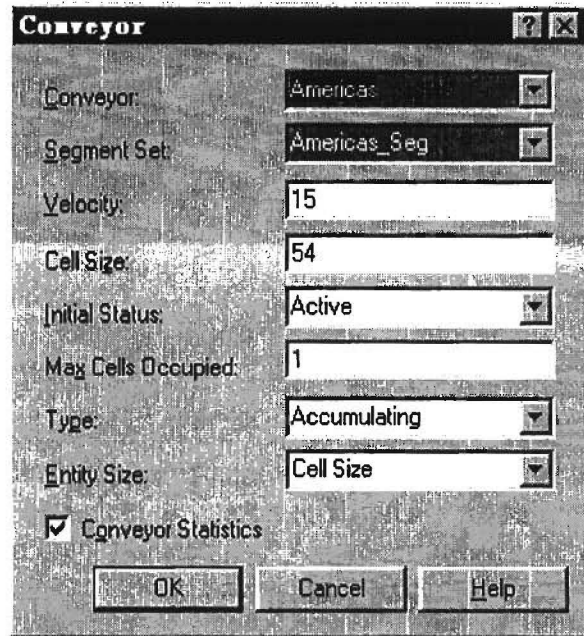 Conveyor
Conveyor: Americas
Segment Set: Americas_Seg
Velocity: 15
Cell Size: 54
Initial Status: Active
Max Cells Occupied: 1
Type: Accumulating
Entity Size: Cell Size
Conveyor Statistics
OK Cancel Help